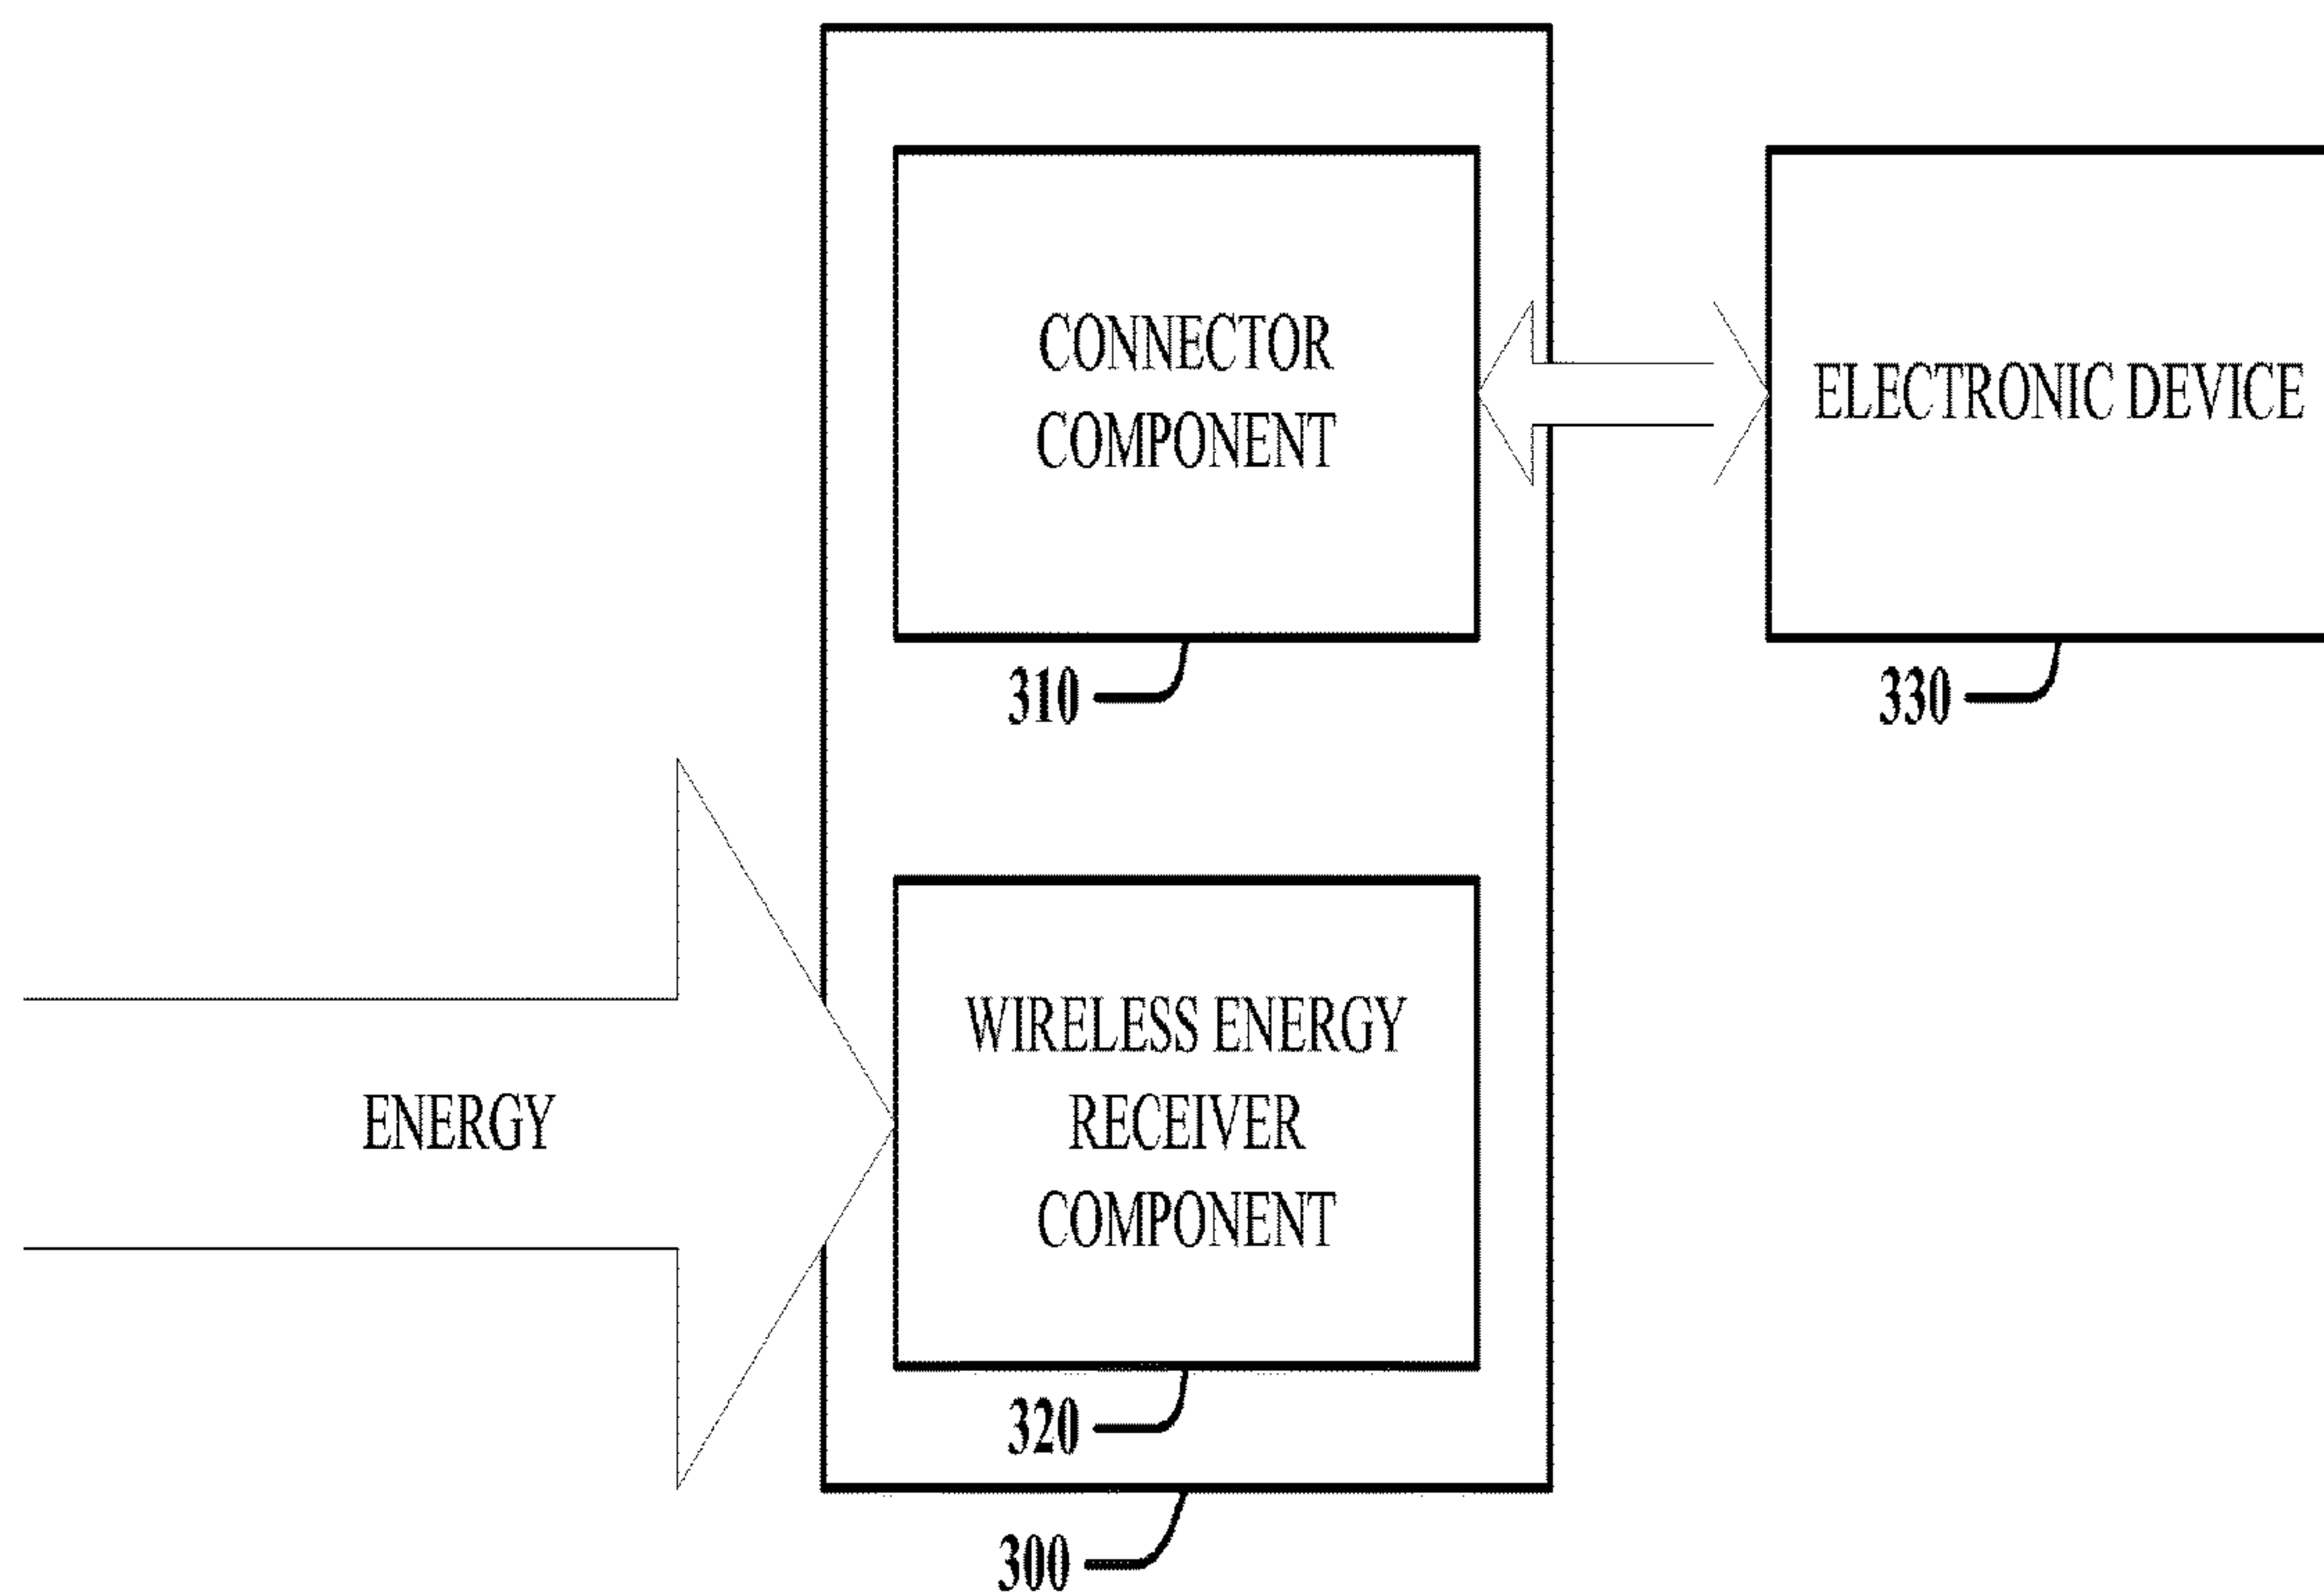 CONNECTOR
COMPONENT
ELECTRONIC DEVICE
310
330
ENERGY
WIRELESS ENERGY
RECEIVER
COMPONENT
320
300